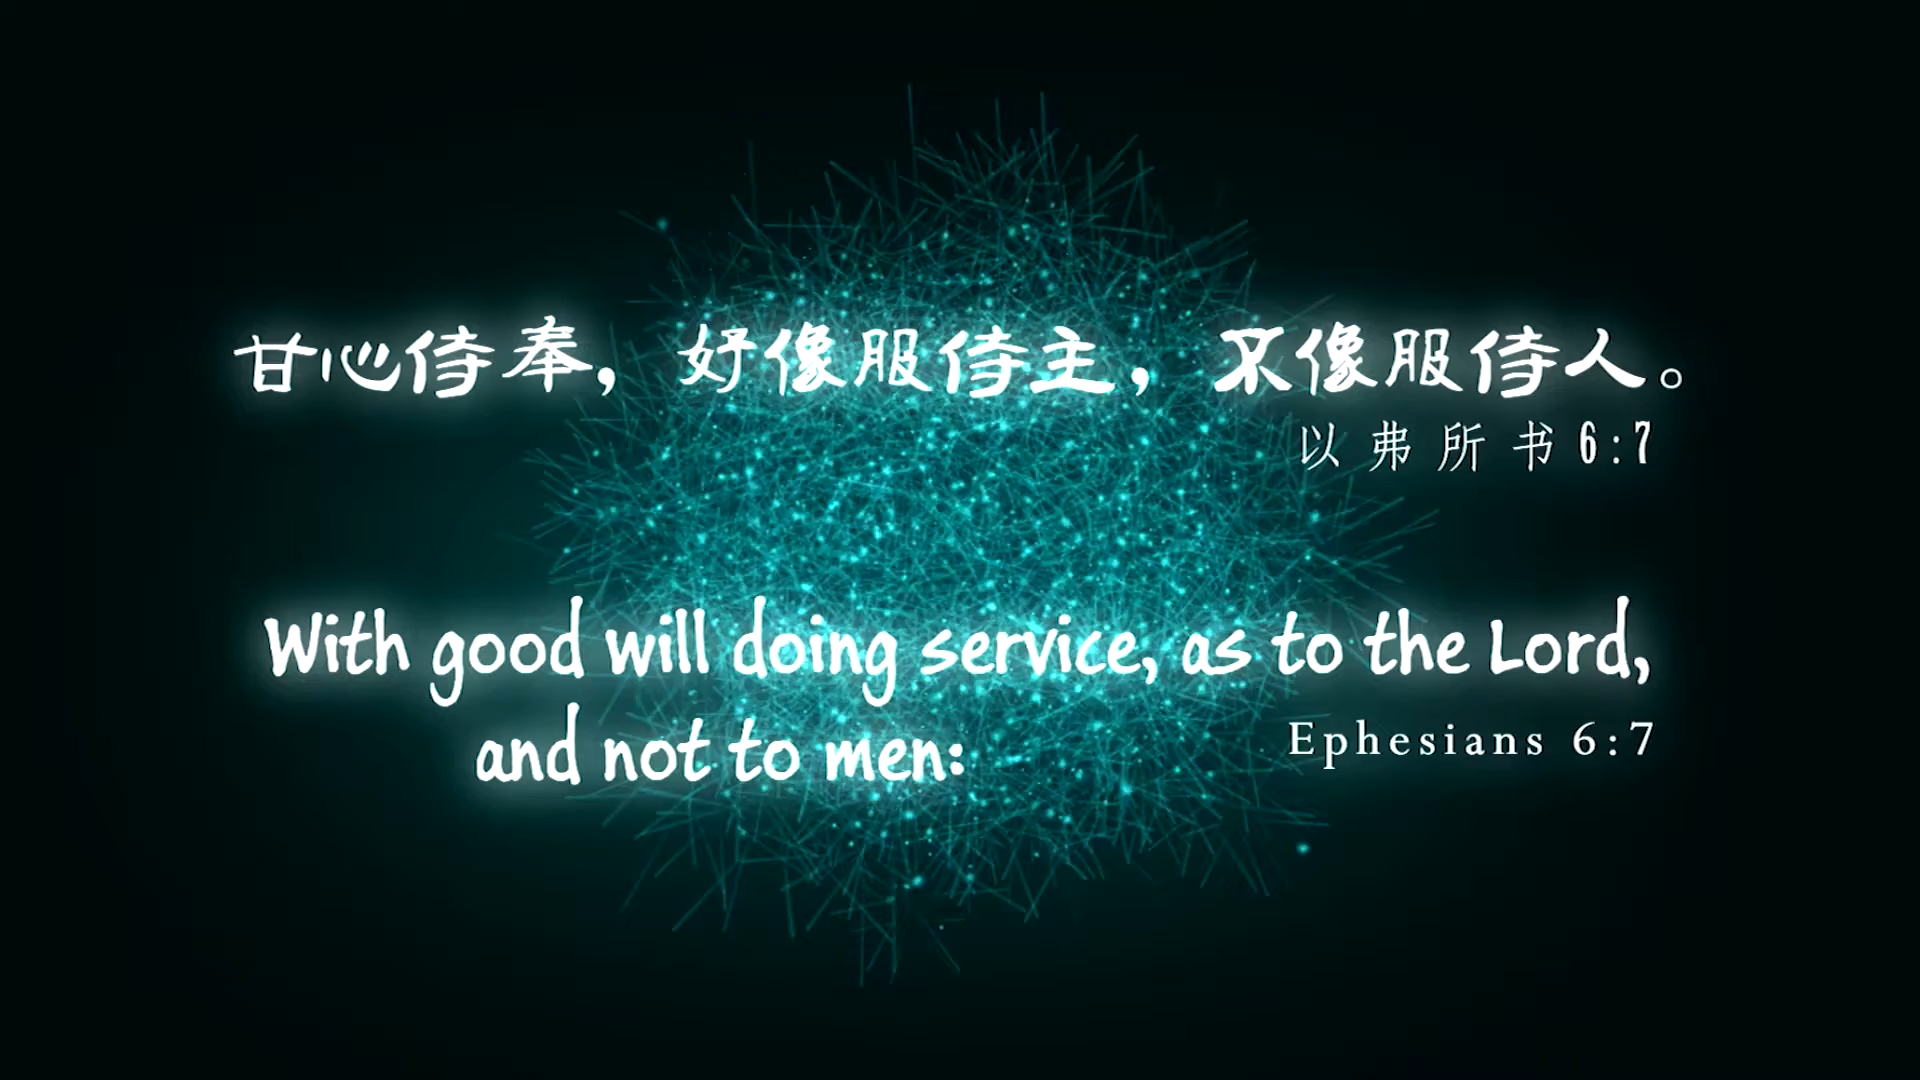 甘心侍奉，好像服侍主，不像服侍人。
以弗所书6:7
With good will doing service, as to the Lord,
and not to men:
Ephesians 6:7